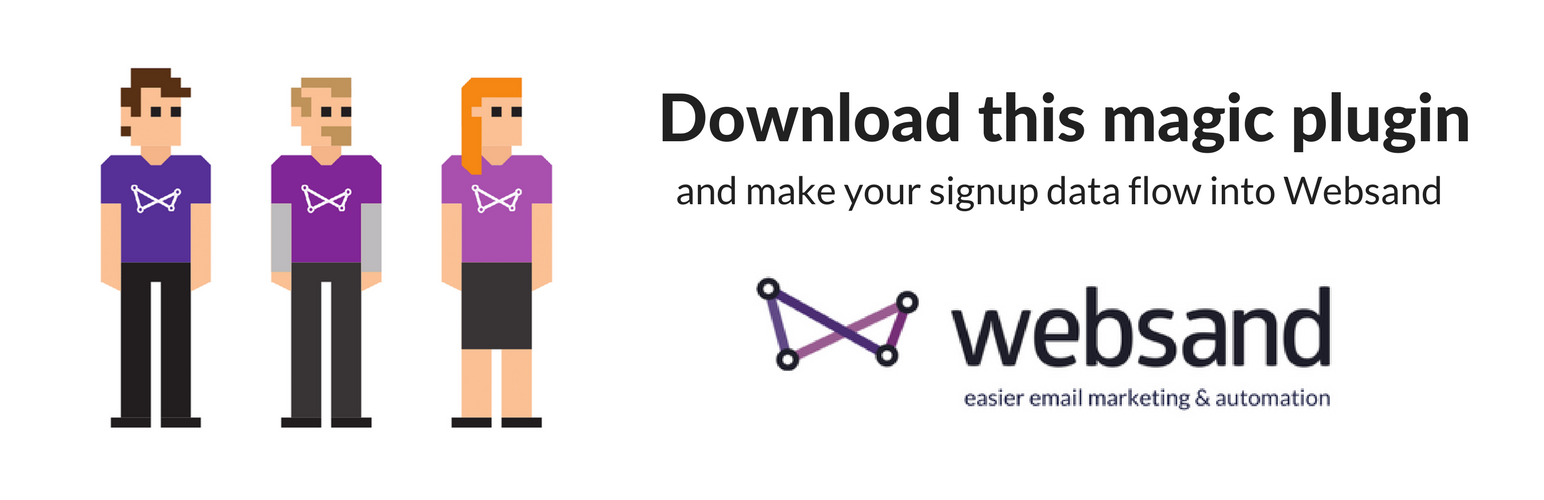 Download this magic plugin
and make your signup data flow into Websand
websand
easier email marketing & automation